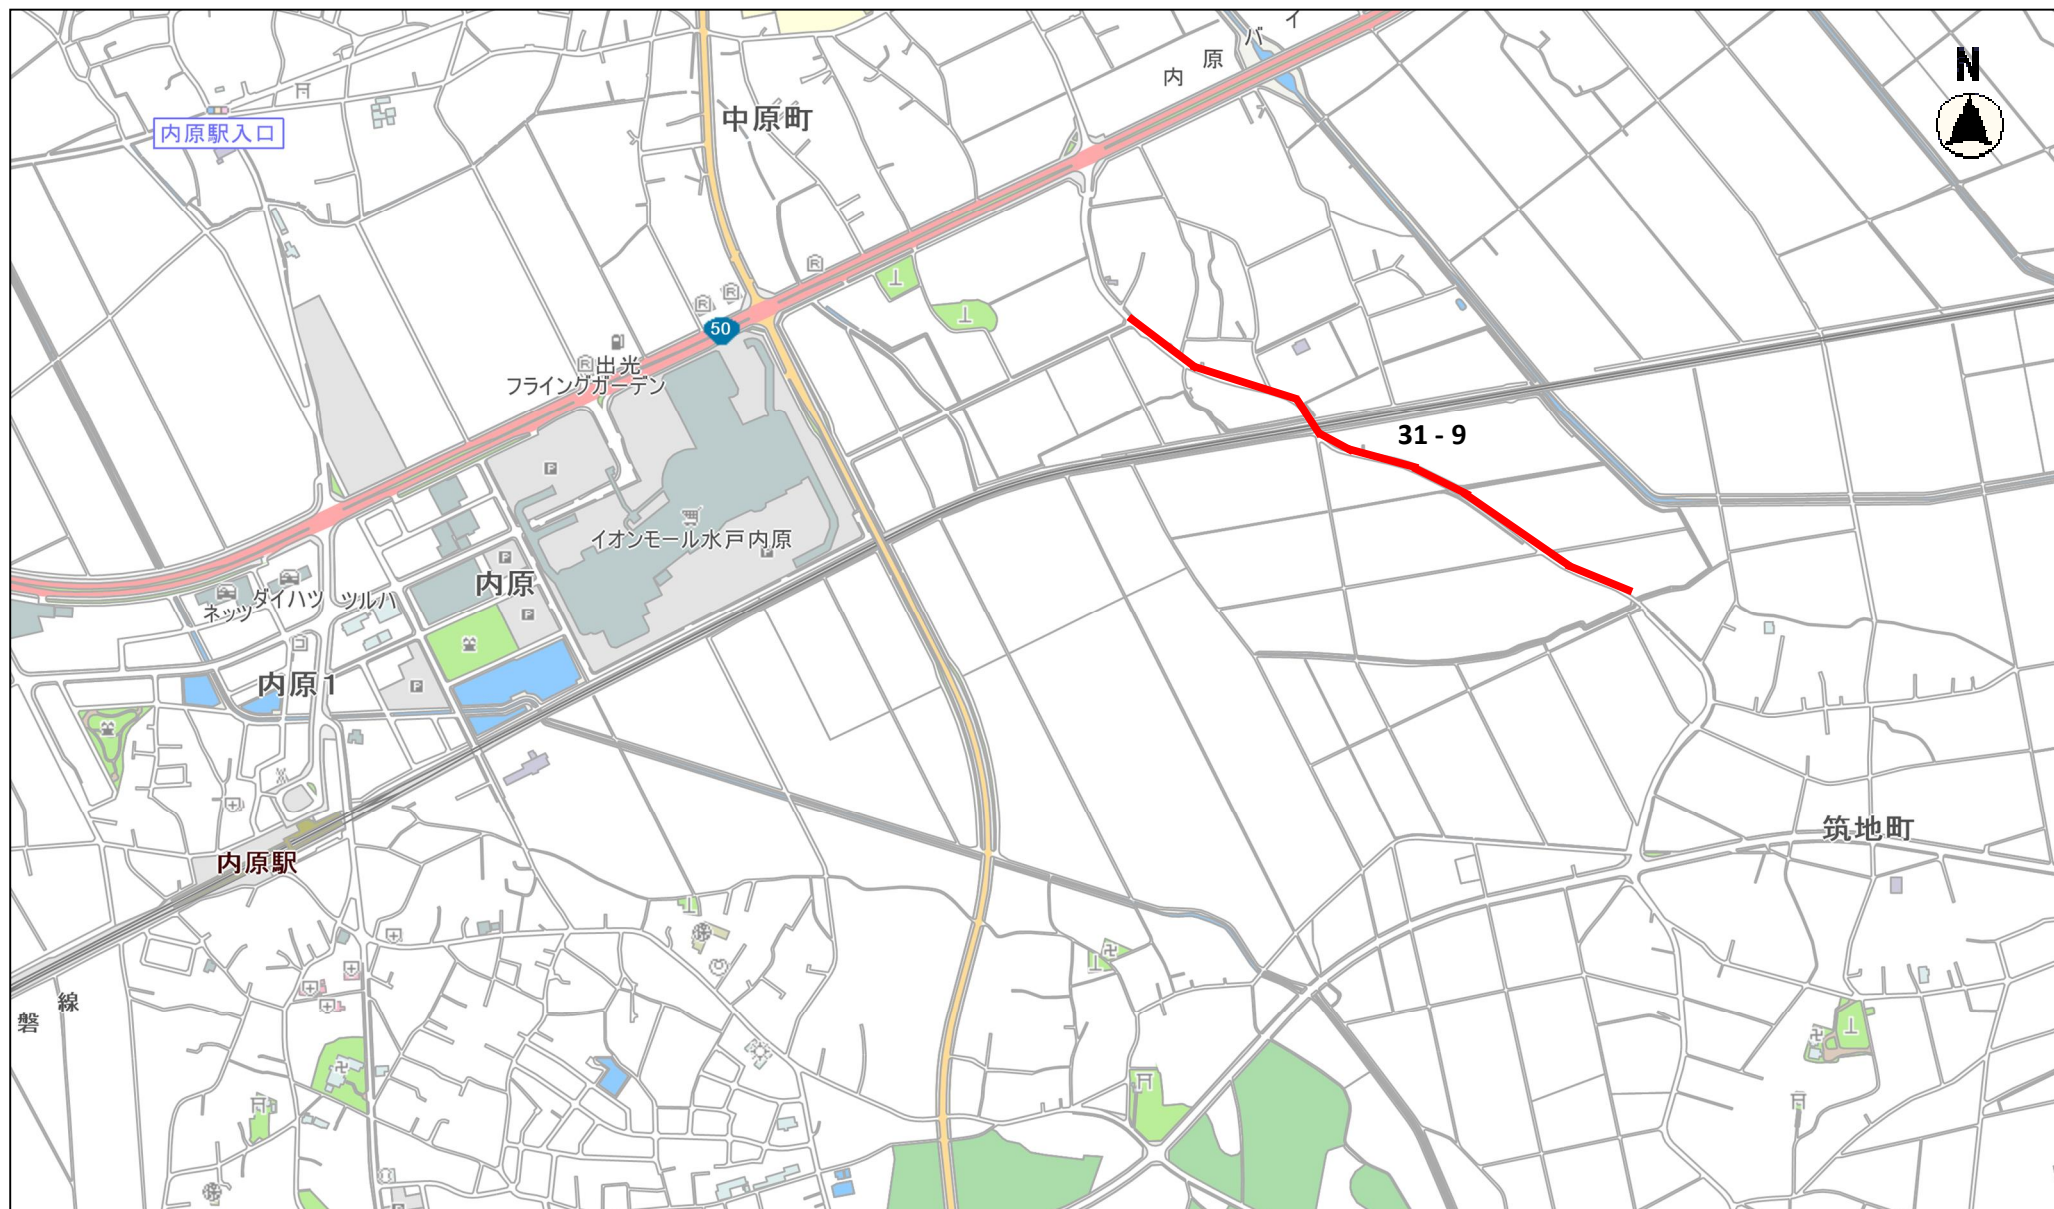 内原バイ
N
中原町
内原駅入口
50
出光
フライングガーデン
31 - 9
イオンモール水戸内原
内原
ダイハツ
ネッツ
ツルハ
内原1
筑地町
内原駅
磐線